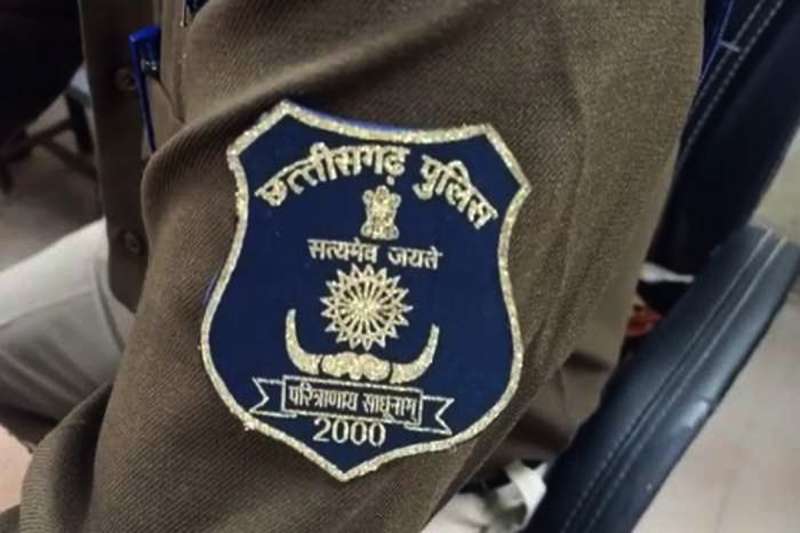 छत्तीसगढ़ पुलिस
सत्यमेव जयते
परित्राणाय साधूनाम्
2000